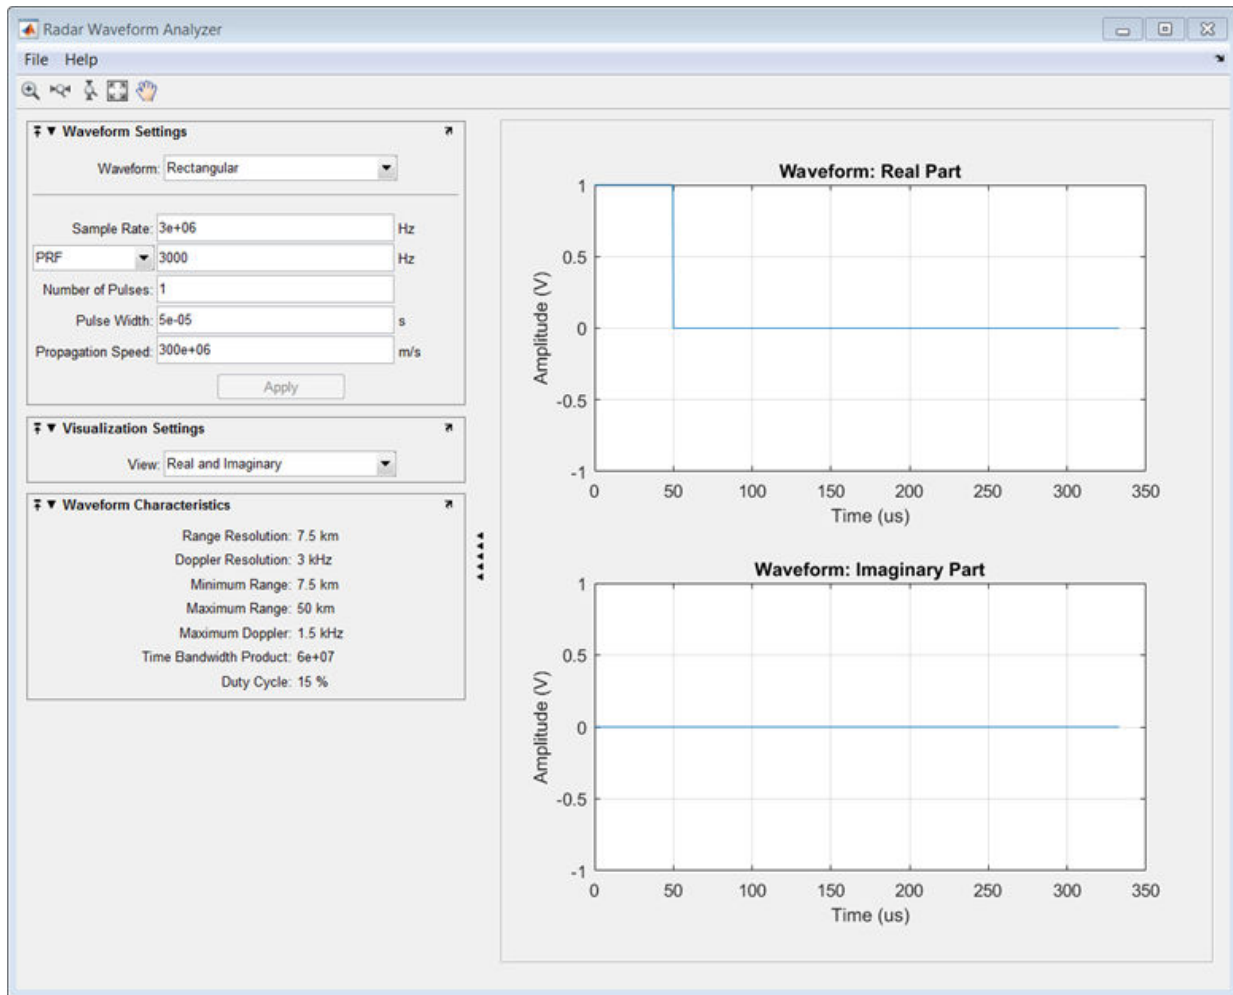 Radar Waveform Analyzer
File Help
Waveform Settings
Waveform: Rectangular
Sample Rate: 3e+06 Hz
PRF 3000 Hz
Number of Pulses: 1
Pulse Width: 5e-05 s
Propagation Speed: 300e+06 m/s
Apply
Visualization Settings
View: Real and Imaginary
Waveform Characteristics
Range Resolution: 7.5 km
Doppler Resolution: 3 kHz
Minimum Range: 7.5 km
Maximum Range: 50 km
Maximum Doppler: 1.5 kHz
Time Bandwidth Product: 6e+07
Duty Cycle: 15 %
Waveform: Real Part
1
0.5
0
-0.5
-1
Amplitude (V)
0 50 100 150 200 250 300 350
Time (us)
Waveform: Imaginary Part
1
0.5
0
-0.5
-1
Amplitude (V)
0 50 100 150 200 250 300 350
Time (us)